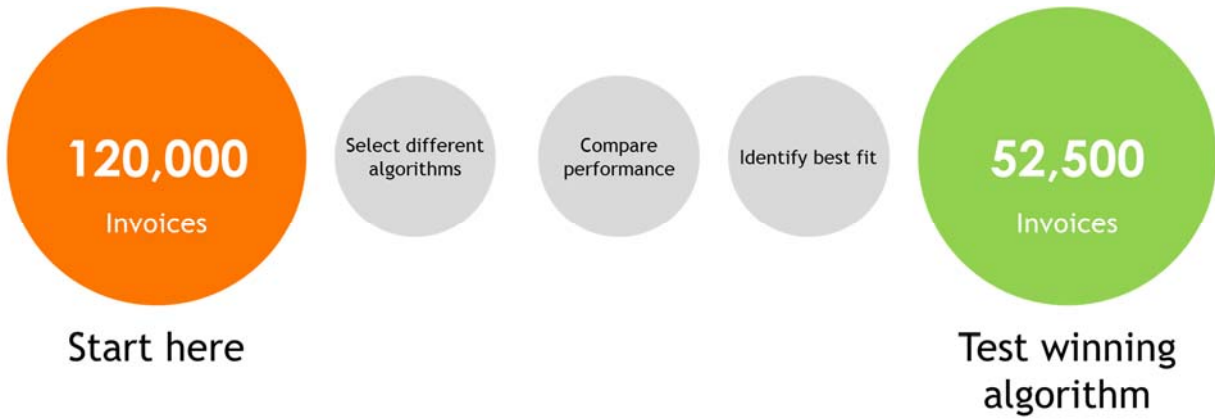 120,000
Invoices
Start here
Select different
algorithms
Compare
performance
Identify best fit
52,500
Invoices
Test winning
algorithm